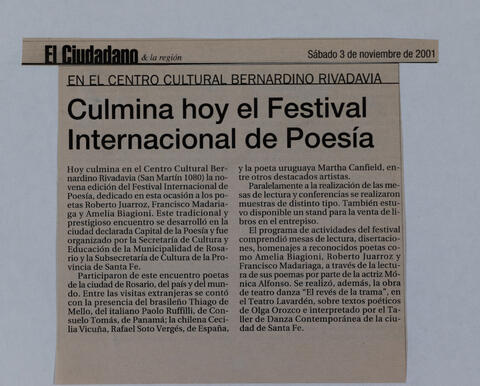 El Ciudadano & la región
Sábado 3 de noviembre de 2001
EN EL CENTRO CULTURAL BERNARDINO RIVADAVIA
Culmina hoy el Festival
Internacional de Poesía
Hoy culmina en el Centro Cultural Ber-
nardino Rivadavia (San Martín 1080) la no-
vena edición del Festival Internacional de
Poesía, dedicado en esta ocasión a los poe-
tas Roberto Juarroz, Francisco Madaria-
ga y Amelia Biagioni. Este tradicional y
prestigioso encuentro se desarrolló en la
ciudad declarada Capital de la Poesía y fue
organizado por la Secretaría de Cultura y
Educación de la Municipalidad de Rosa-
rio y la Subsecretaría de Cultura de la Pro-
vincia de Santa Fe.
Participaron de este encuentro poetas
de la ciudad de Rosario, del país y del mun-
do. Entre las visitas extranjeras se contó
con la presencia del brasileño Thiago de
Mello, del italiano Paolo Ruffilli, de Con-
suelo Tomás, de Panamá; la chilena Ceci-
lia Vicuña, Rafael Soto Vergés, de España,
y la poeta uruguaya Martha Canfield, en-
tre otros destacados artistas.
Paralelamente a la realización de las me-
sas de lectura y conferencias se realizaron
muestras de distinto tipo. También estu-
vo disponible un stand para la venta de li-
bros en el entrepiso.
El programa de actividades del festival
comprendió mesas de lectura, disertacio-
nes, homenajes a reconocidos poetas co-
mo Amelia Biagioni, Roberto Juarroz y
Francisco Madariaga, a través de la lectu-
ra de sus poemas por parte de la actriz Mó-
nica Alfonso. Se realizó, además, la obra
de teatro danza "El revés de la trama", en
el Teatro Lavardén, sobre textos poéticos
de Olga Orozco e interpretado por el Ta-
ller de Danza Contemporánea de la ciu-
dad de Santa Fe.